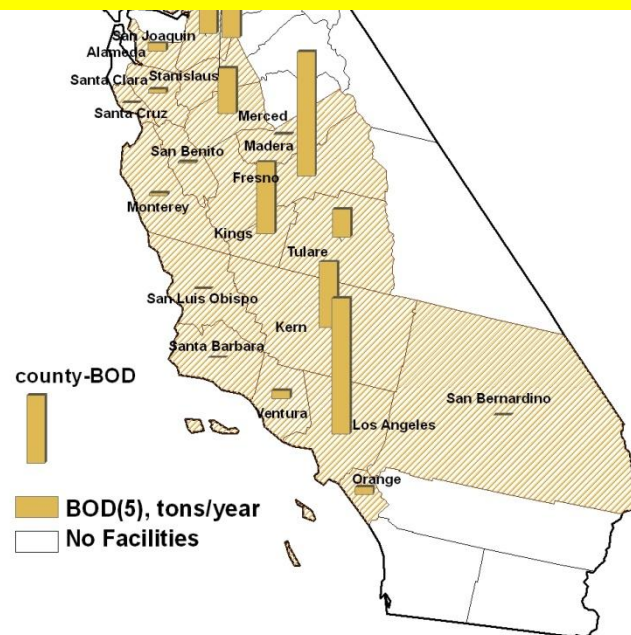 San Joaquin
Alameda
Santa Clara
Stanislaus
Santa Cruz
Merced
San Benito
Madera
Fresno
Monterey
Kings
Tulare
San Luis Obispo
Kern
Santa Barbara
county-BOD
San Bernardino
Ventura
Los Angeles
Orange
BOD(5), tons/year
No Facilities